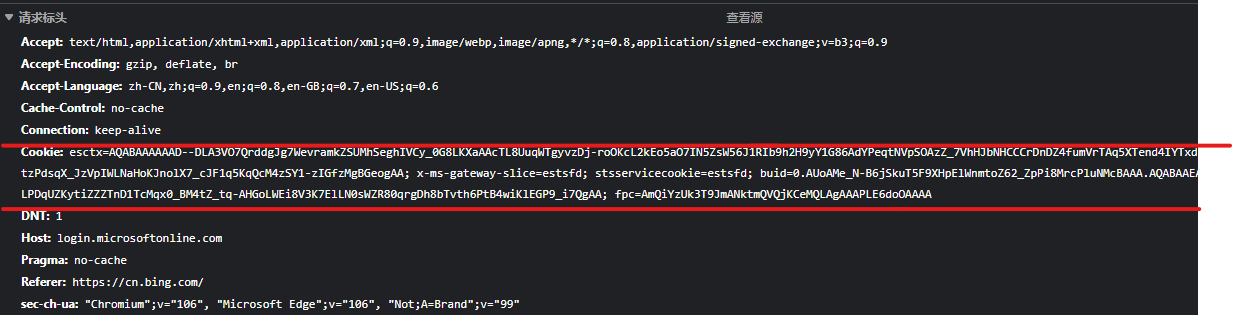 请求标头 查看源
Accept: text/html,application/xhtml+xml,application/xml;q=0.9,image/webp,image/apng,*/*;q=0.8,application/signed-exchange;v=b3;q=0.9
Accept-Encoding: gzip, deflate, br
Accept-Language: zh-CN,zh;q=0.9,en;q=0.8,en-GB;q=0.7,en-US;q=0.6
Cache-Control: no-cache
Connection: keep-alive
Cookie: esctx=AQABAAAAAAD--DLA3VO7QrddgJg7WevramkZSUMhSeghIVCy_0G8LKXaAAcTL8UuqWTgyvzDj-roOKcL2kEo5aO7IN5ZsW56J1RIb9h2H9yY1G86AdYPeqtNVpSOAzZ_7VhHJbNHCCCrDnDZ4fumVrTAq5XTend4IYTxd
tzPdsqX_JzVpIWLNaHoKJnolX7_cJF1q5KqQcM4zSY1-zIGfzMgBGeogAA; x-ms-gateway-slice=estsfd; stsservicecookie=estsfd; buid=0.AUoAMe_N-B6jSkuT5F9XHpElWnmtoZ62_ZpPi8MrcPluNMcBAAA.AQABAAEA
LPDqUZKytiZZZTnD1TcMqx0_BM4tZ_tq-AHGoLWEi8V3K7ElLN0sWZR80qrgDh8bTvth6PtB4wiKlEGP9_i7QgAA; fpc=AmQiYzUk3T9JmANktmQVQjKCeMQLAgAAAPLE6doOAAAA
DNT: 1
Host: login.microsoftonline.com
Pragma: no-cache
Referer: https://cn.bing.com/
sec-ch-ua: "Chromium";v="106", "Microsoft Edge";v="106", "Not;A=Brand";v="99"